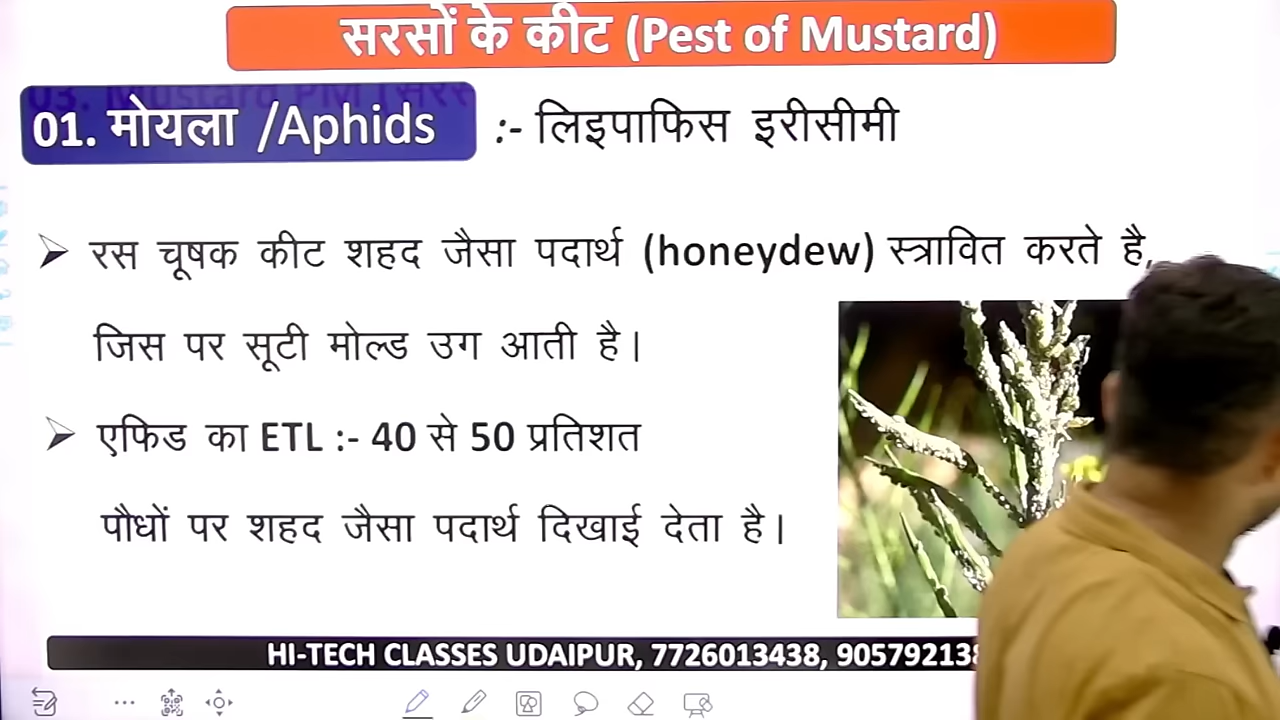 सरसों के कीट (Pest of Mustard)
01. मोयला /Aphids :- लिइपाफिस इरीसीमी
रस चूषक कीट शहद जैसा पदार्थ (honeydew) स्त्रावित करते है,
जिस पर सूटी मोल्ड उग आती है।
एफिड का ETL :- 40 से 50 प्रतिशत
पौधों पर शहद जैसा पदार्थ दिखाई देता है।
HI-TECH CLASSES UDAIPUR, 7726013438,